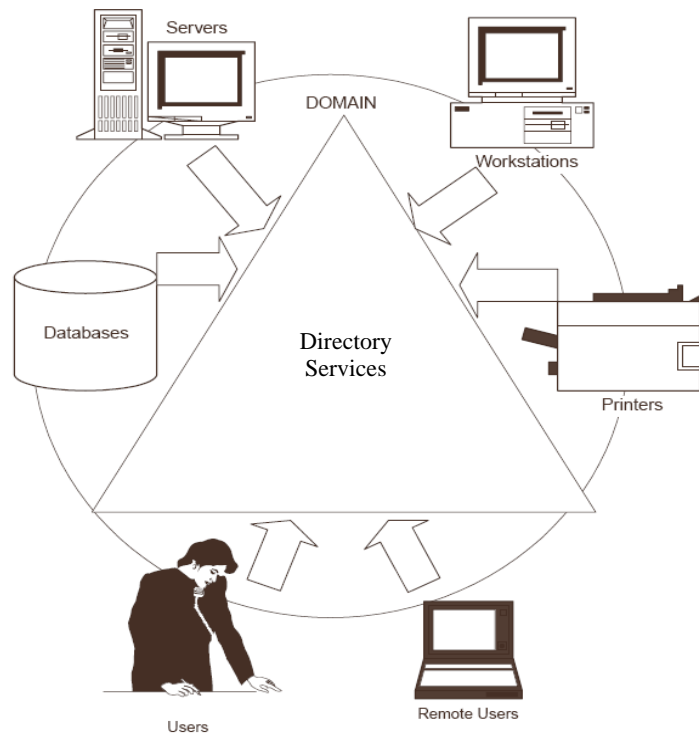 Servers
DOMAIN
Workstations
Databases
Directory
Services
Printers
Users
Remote Users